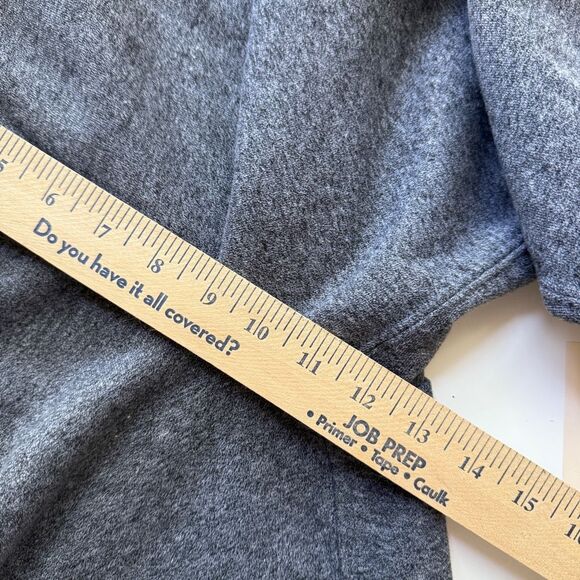 5 6 7 8 9 10 11 12 13 14 15 16
Do you have it all covered?
JOB PREP
• Primer • Tape • Caulk